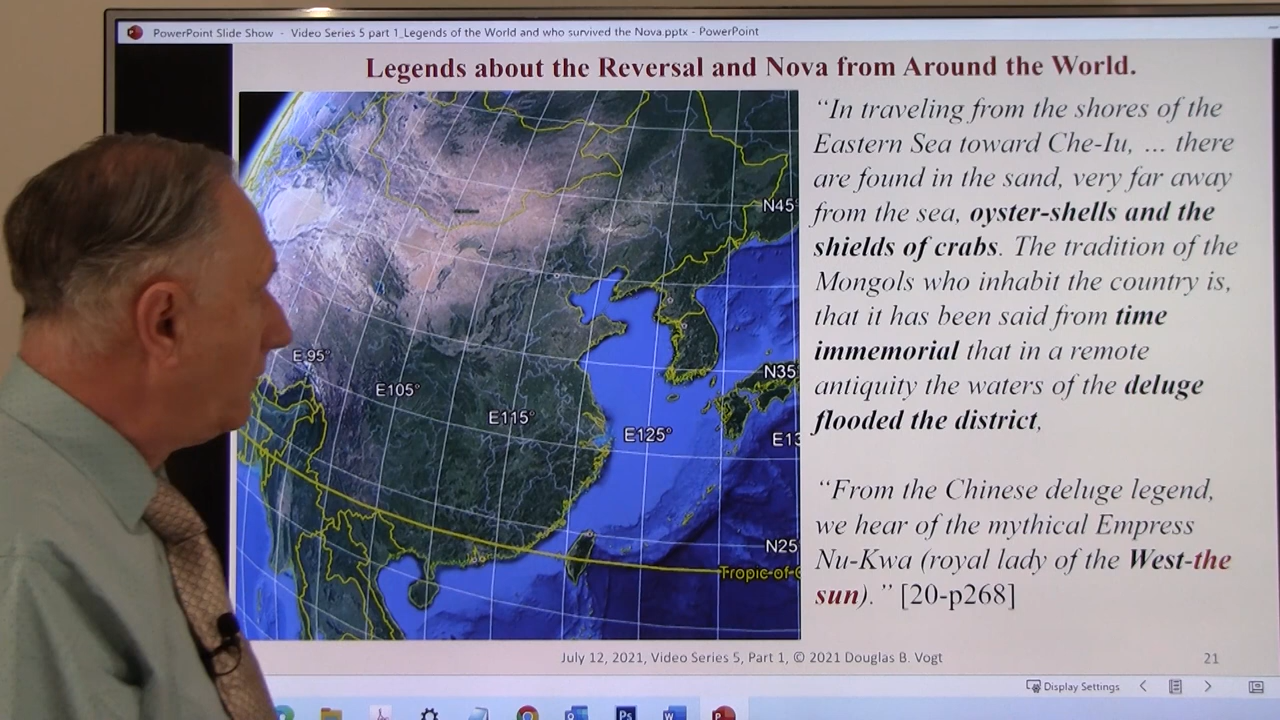 PowerPoint Slide Show - Video Series 5 part 1_Legends of the World and who survived the Nova.pptx - PowerPoint
Legends about the Reversal and Nova from Around the World.
“In traveling from the shores of the
Eastern Sea toward Che-Iu, ... there
are found in the sand, very far away
from the sea, oyster-shells and the
shields of crabs. The tradition of the
Mongols who inhabit the country is,
that it has been said from time
immemorial that in a remote
antiquity the waters of the deluge
flooded the district,
“From the Chinese deluge legend,
we hear of the mythical Empress
Nu-Kwa (royal lady of the West-the
sun).” [20-p268]
N45°
N35
N25
E 95°
E105°
E115°
E125°
E13
Tropic of C
July 12, 2021, Video Series 5, Part 1, © 2021 Douglas B. Vogt
21
Display Settings
Ps
W